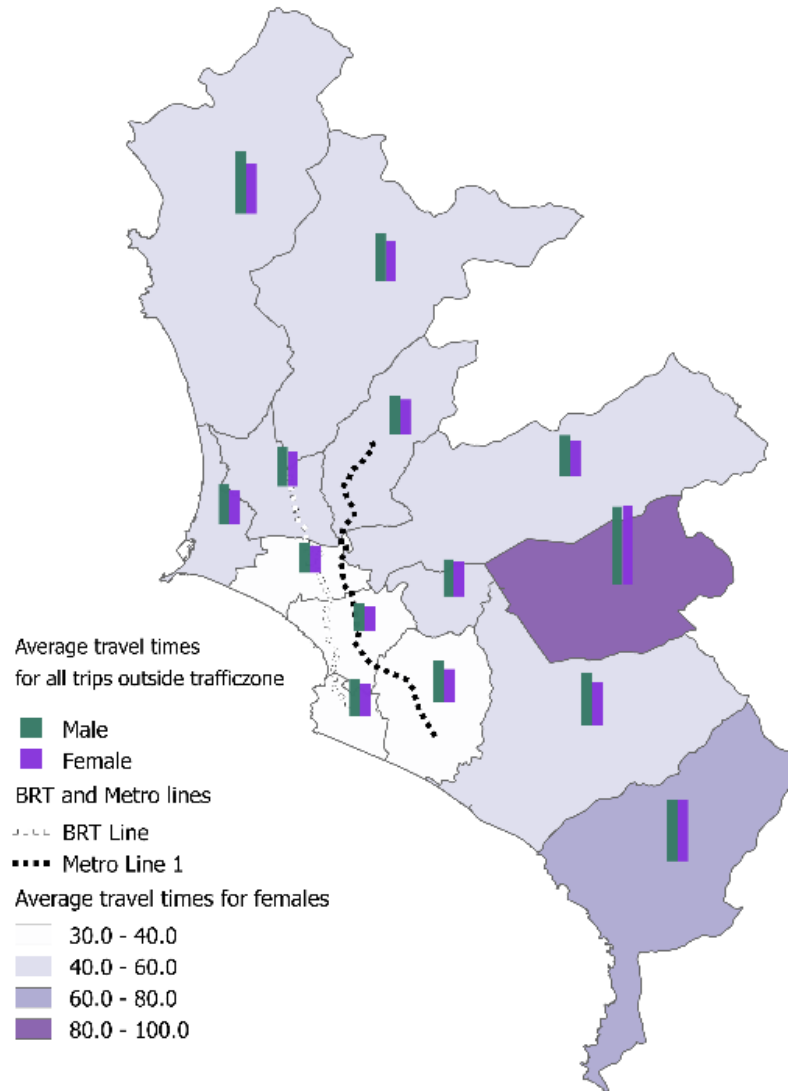 Average travel times
for all trips outside trafficzone
Male
Female
BRT and Metro lines
BRT Line
Metro Line 1
Average travel times for females
30.0 - 40.0
40.0 - 60.0
60.0 - 80.0
80.0 - 100.0